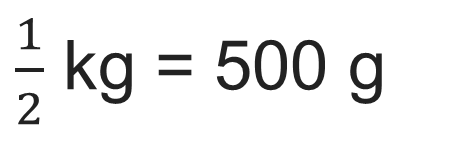 1/2 kg = 500 g